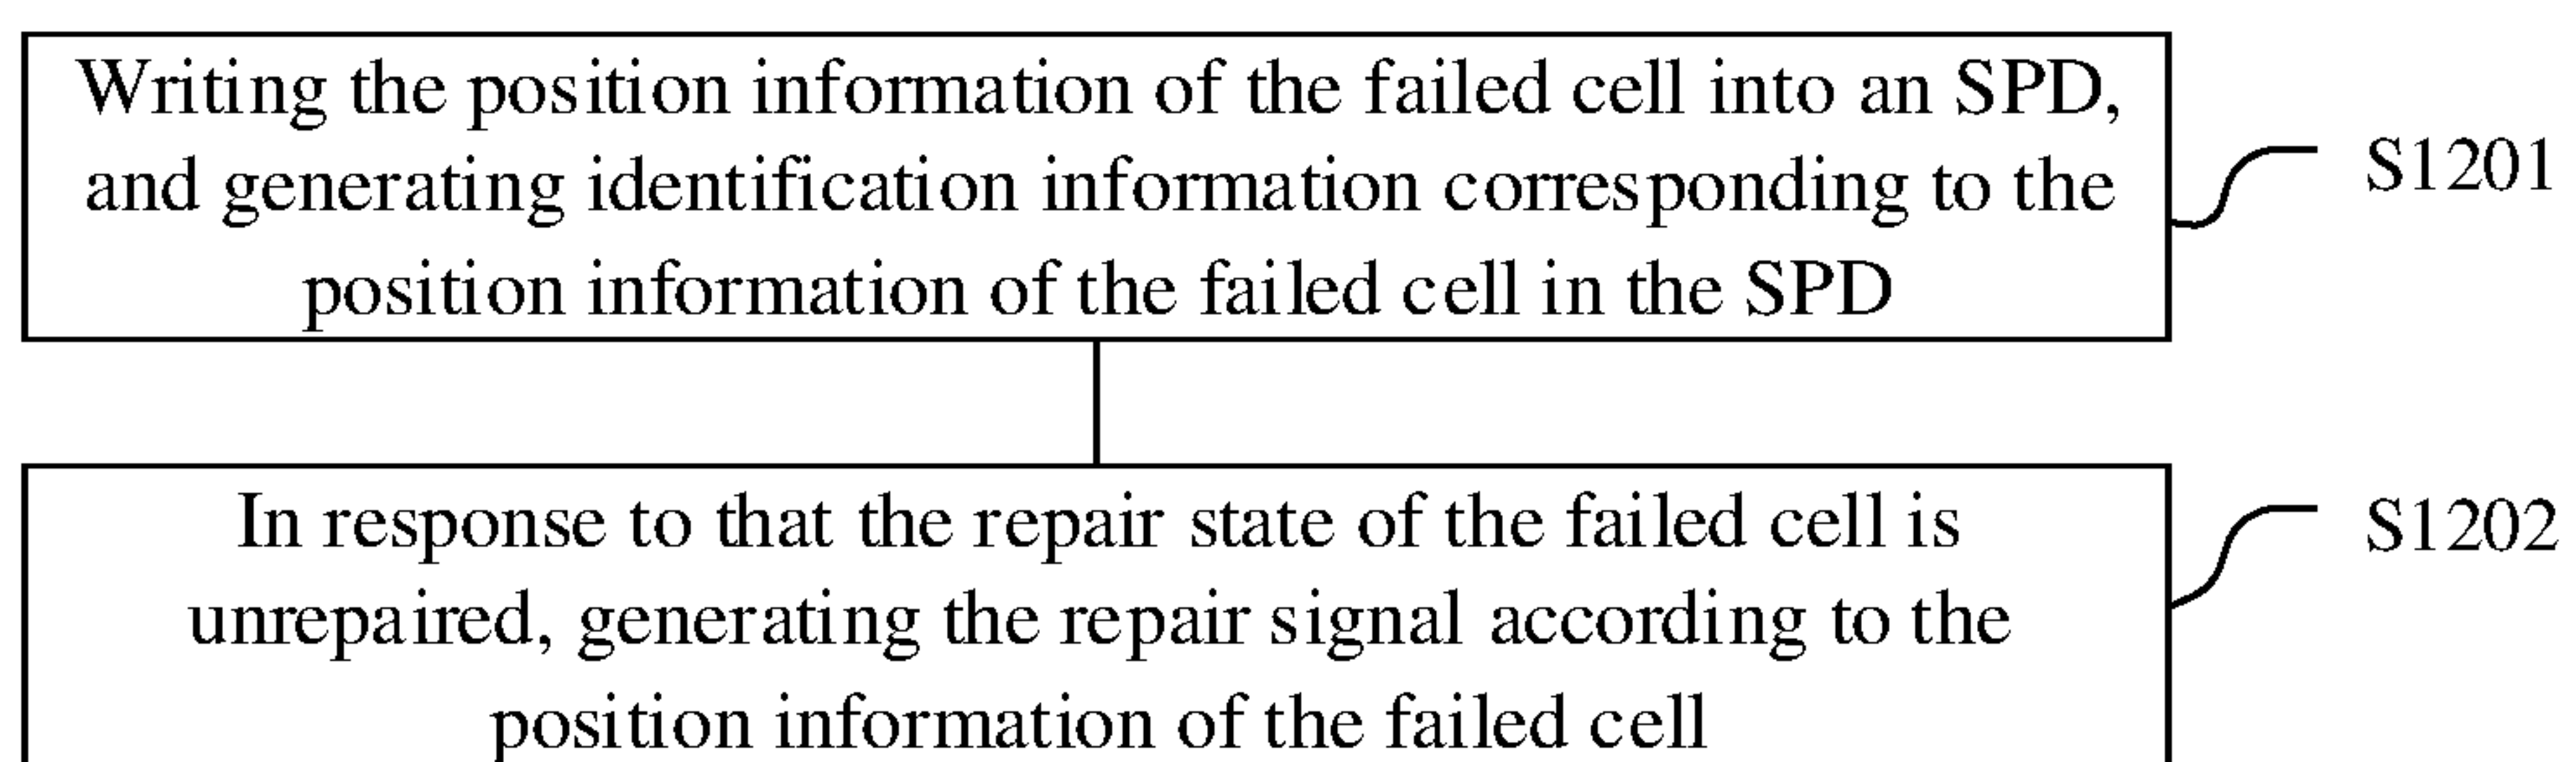 Writing the position information of the failed cell into an SPD,
and generating identification information corresponding to the
position information of the failed cell in the SPD
S1201
In response to that the repair state of the failed cell is
unrepaired, generating the repair signal according to the
position information of the failed cell
S1202